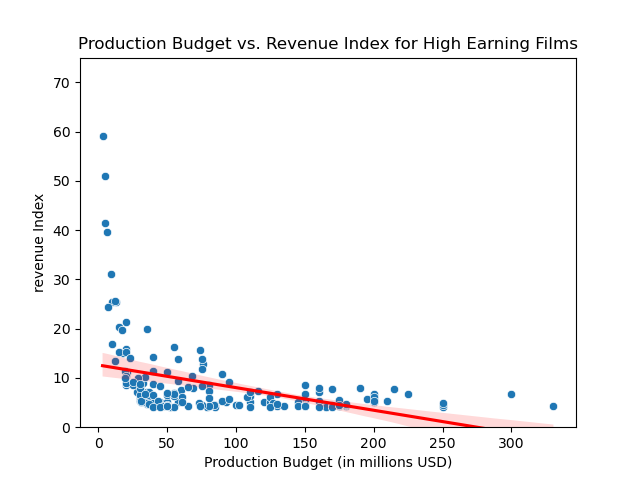 Production Budget vs. Revenue Index for High Earning Films
70
60
50
40
30
20
10
0
revenue Index
0 50 100 150 200 250 300
Production Budget (in millions USD)